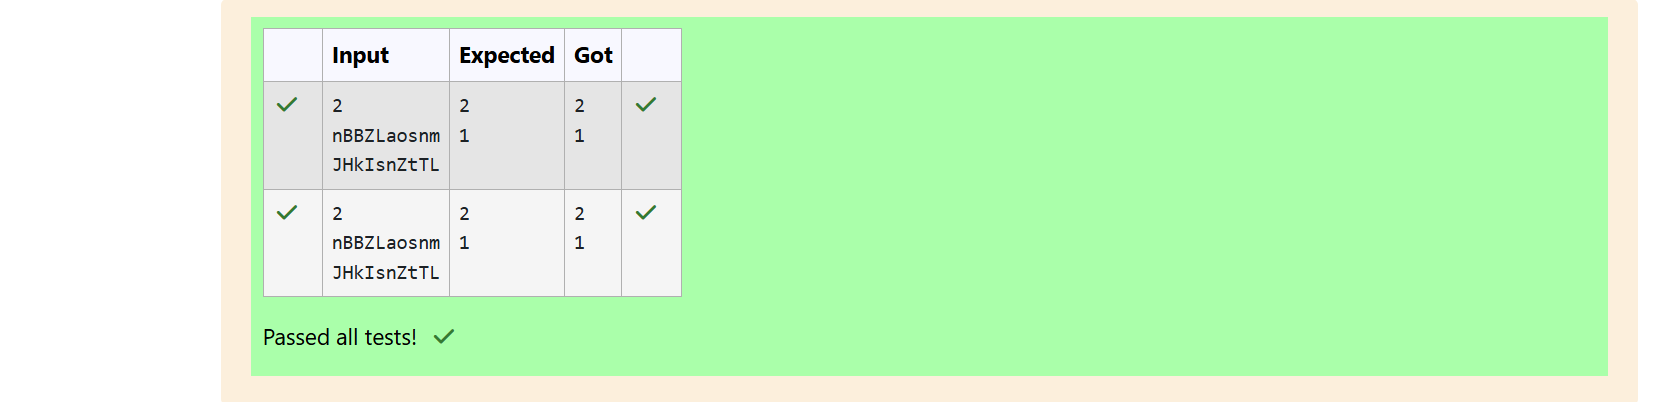 Input Expected Got
2 2 2
nBBZLaosnm 1 1
JHkIsnZtTL
2 2 2
nBBZLaosnm 1 1
JHkIsnZtTL
Passed all tests!